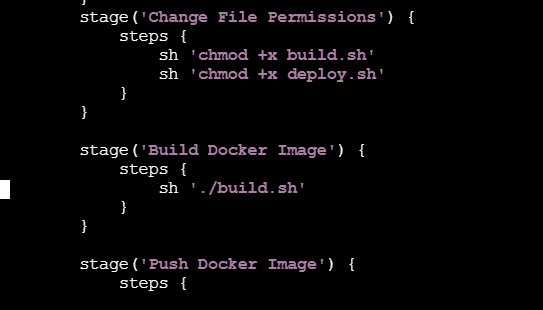 }
stage('Change File Permissions') {
steps {
sh 'chmod +x build.sh'
sh 'chmod +x deploy.sh'
}
}
stage('Build Docker Image') {
steps {
sh './build.sh'
}
}
stage('Push Docker Image') {
steps {